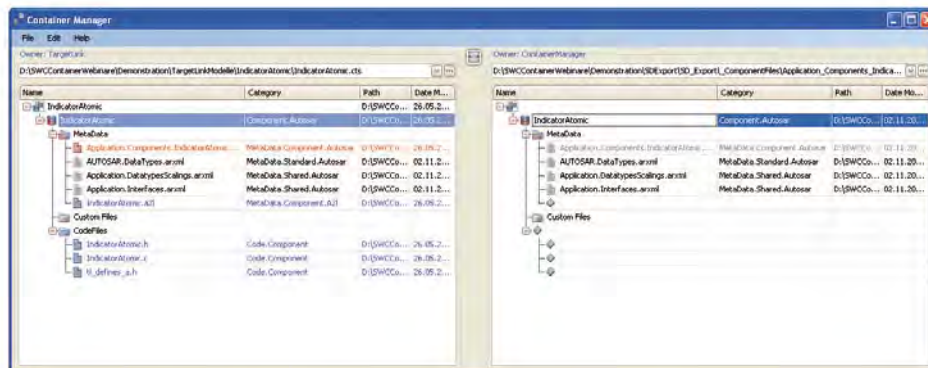 Container Manager
File Edit Help
Owner: TargetLink
D:\SWCContainerWebinare\Demonstration\TargetLinkModelle\IndicatorAtomic\IndicatorAtomic.cts
Name Category Path Date M...
IndicatorAtomic D:\SWCCo... 26.05.2...
IndicatorAtomic Component.Autosar D:\SWCCo... 26.05.2...
MetaData
Application.Components.IndicatorAtomic... MetaData.Component.Autosar D:\SWCCo... 26.05.2...
AUTOSAR.DataTypes.arxml MetaData.Standard.Autosar D:\SWCCo... 02.11.2...
Application.DatatypesScalings.arxml MetaData.Shared.Autosar D:\SWCCo... 02.11.2...
Application.Interfaces.arxml MetaData.Shared.Autosar D:\SWCCo... 02.11.2...
IndicatorAtomic.a2l MetaData.Component.A2l D:\SWCCo... 26.05.2...
Custom Files
CodeFiles
IndicatorAtomic.h Code.Component D:\SWCCo... 26.05.2...
IndicatorAtomic.c Code.Component D:\SWCCo... 26.05.2...
tl_defines_a.h Code.Component D:\SWCCo... 26.05.2...
Owner: ContainerManager
D:\SWCContainerWebinare\Demonstration\SDExport\SD_Export\_ComponentFiles\Application_Components_Indica...
Name Category Path Date Mo...
IndicatorAtomic Component.Autosar D:\SWCCo... 02.11.20...
MetaData
Application.Components.IndicatorAtomic... MetaData.Component.Autosar D:\SWCCo... 02.11.20...
AUTOSAR.DataTypes.arxml MetaData.Standard.Autosar D:\SWCCo... 02.11.20...
Application.DatatypesScalings.arxml MetaData.Shared.Autosar D:\SWCCo... 02.11.20...
Application.Interfaces.arxml MetaData.Shared.Autosar D:\SWCCo... 02.11.20...
Custom Files